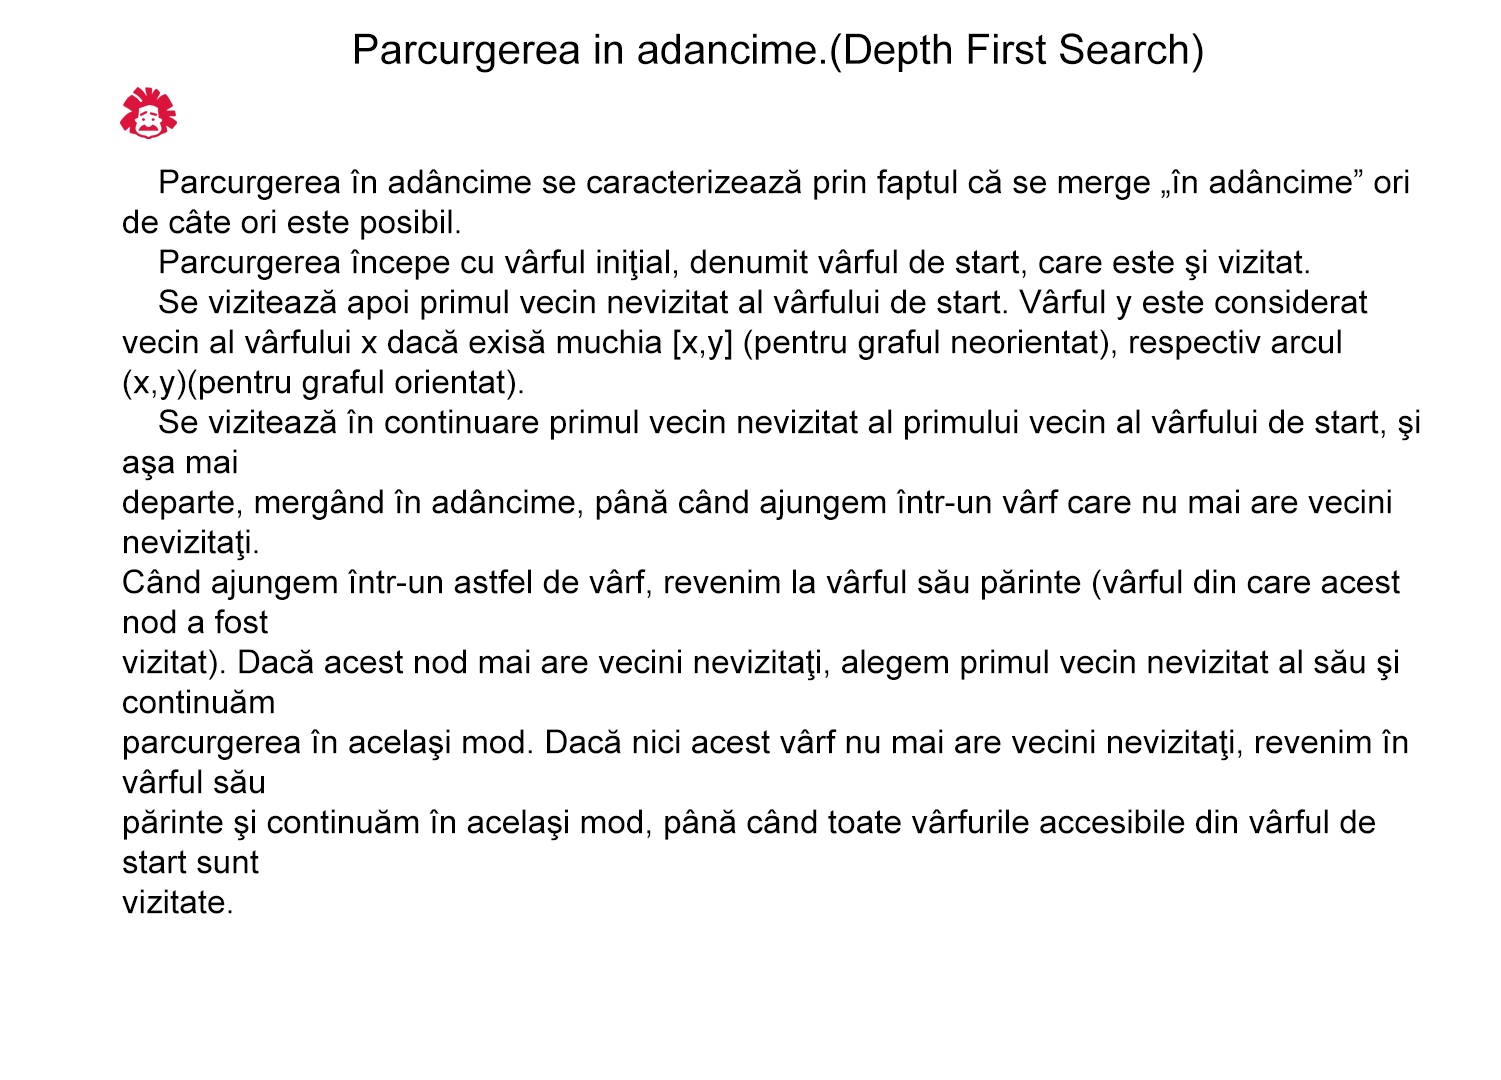 Parcurgerea in adancime.(Depth First Search)
Parcurgerea în adâncime se caracterizează prin faptul că se merge „în adâncime” ori
de câte ori este posibil.
Parcurgerea începe cu vârful iniţial, denumit vârful de start, care este şi vizitat.
Se vizitează apoi primul vecin nevizitat al vârfului de start. Vârful y este considerat
vecin al vârfului x dacă exisă muchia [x,y] (pentru graful neorientat), respectiv arcul
(x,y)(pentru graful orientat).
Se vizitează în continuare primul vecin nevizitat al primului vecin al vârfului de start, şi
aşa mai
departe, mergând în adâncime, până când ajungem într-un vârf care nu mai are vecini
nevizitaţi.
Când ajungem într-un astfel de vârf, revenim la vârful său părinte (vârful din care acest
nod a fost
vizitat). Dacă acest nod mai are vecini nevizitaţi, alegem primul vecin nevizitat al său şi
continuăm
parcurgerea în acelaşi mod. Dacă nici acest vârf nu mai are vecini nevizitaţi, revenim în
vârful său
părinte şi continuăm în acelaşi mod, până când toate vârfurile accesibile din vârful de
start sunt
vizitate.